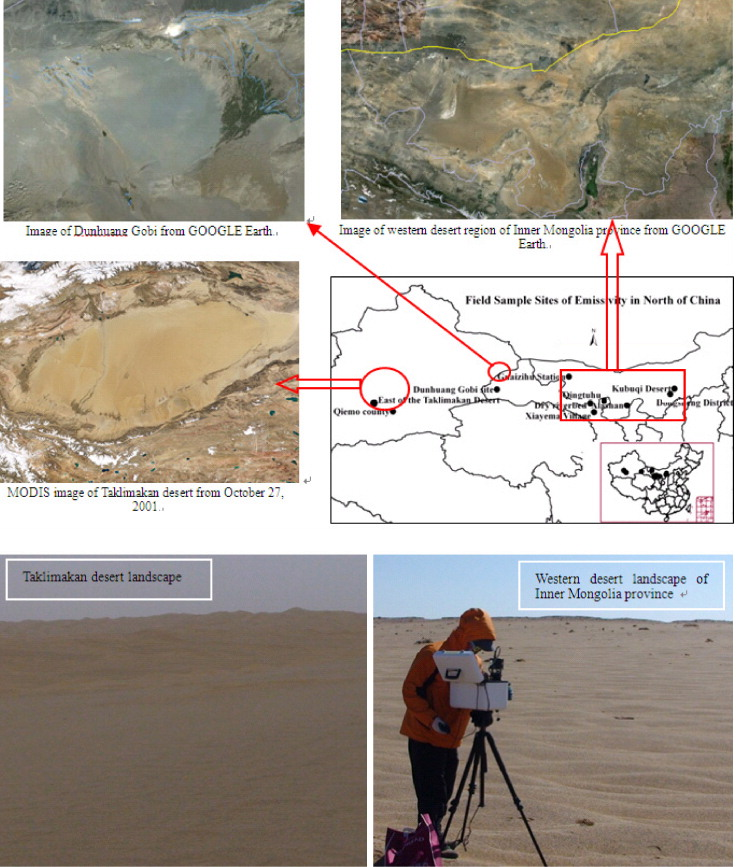 Image of Dunhuang Gobi from GOOGLE Earth.
Image of western desert region of Inner Mongolia province from GOOGLE
Earth.
MODIS image of Taklimakan desert from October 27,
2001.
Field Sample Sites of Emissivity in North of China
N
Guaizihu Station
Dunhuang Gobi site
East of the Taklimakan Desert
Qiemo county
Qingtuhu
Kubuqi Desert
Dry riverbed
Dongsheng District
Xiayema Village
Taklimakan desert landscape
Western desert landscape of
Inner Mongolia province